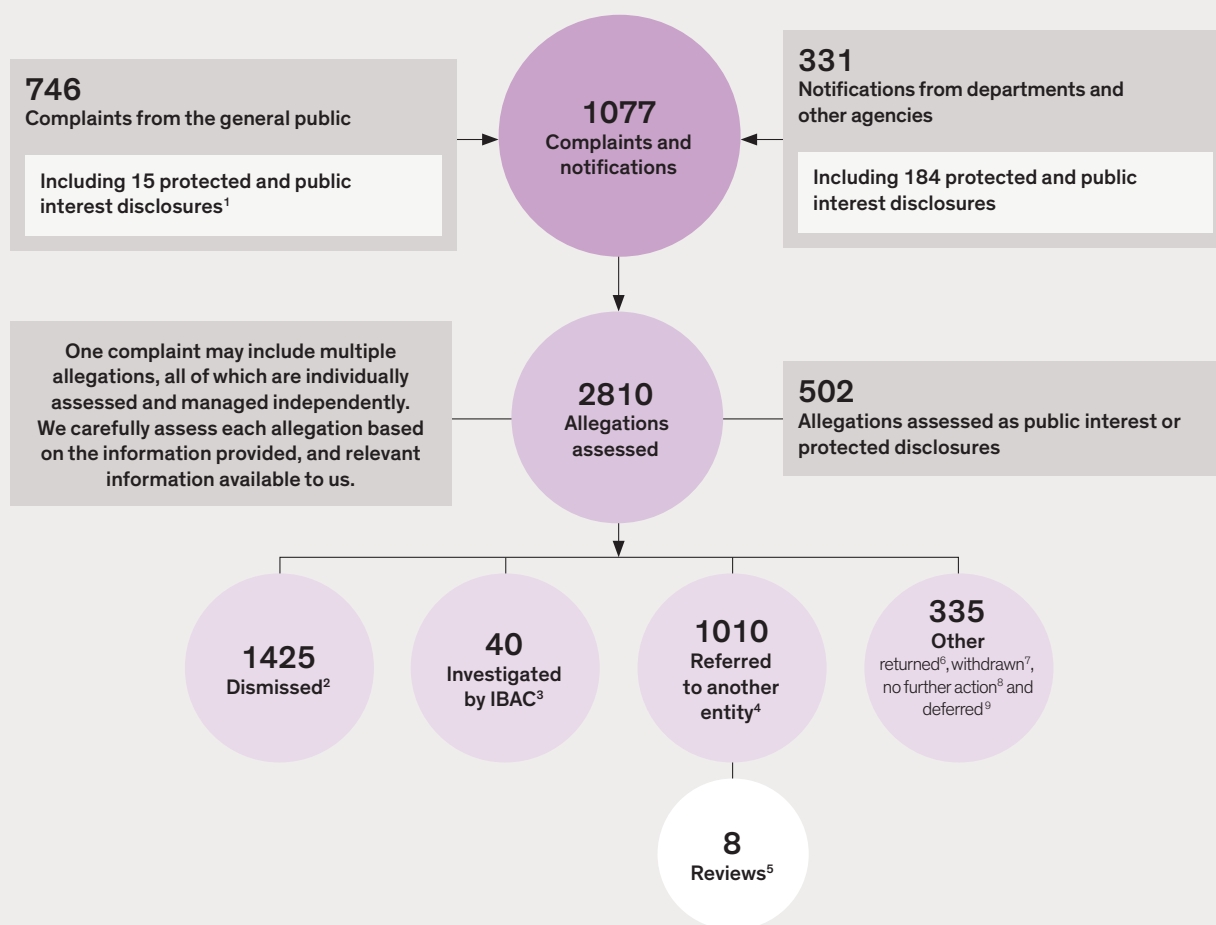 746
Complaints from the general public
Including 15 protected and public
interest disclosures¹
1077
Complaints and
notifications
331
Notifications from departments and
other agencies
Including 184 protected and public
interest disclosures
One complaint may include multiple
allegations, all of which are individually
assessed and managed independently.
We carefully assess each allegation based
on the information provided, and relevant
information available to us.
2810
Allegations
assessed
502
Allegations assessed as public interest or
protected disclosures
1425
Dismissed²
40
Investigated
by IBAC³
1010
Referred
to another
entity⁴
335
Other
returned⁶, withdrawn⁷,
no further action⁸ and
deferred⁹
8
Reviews⁵